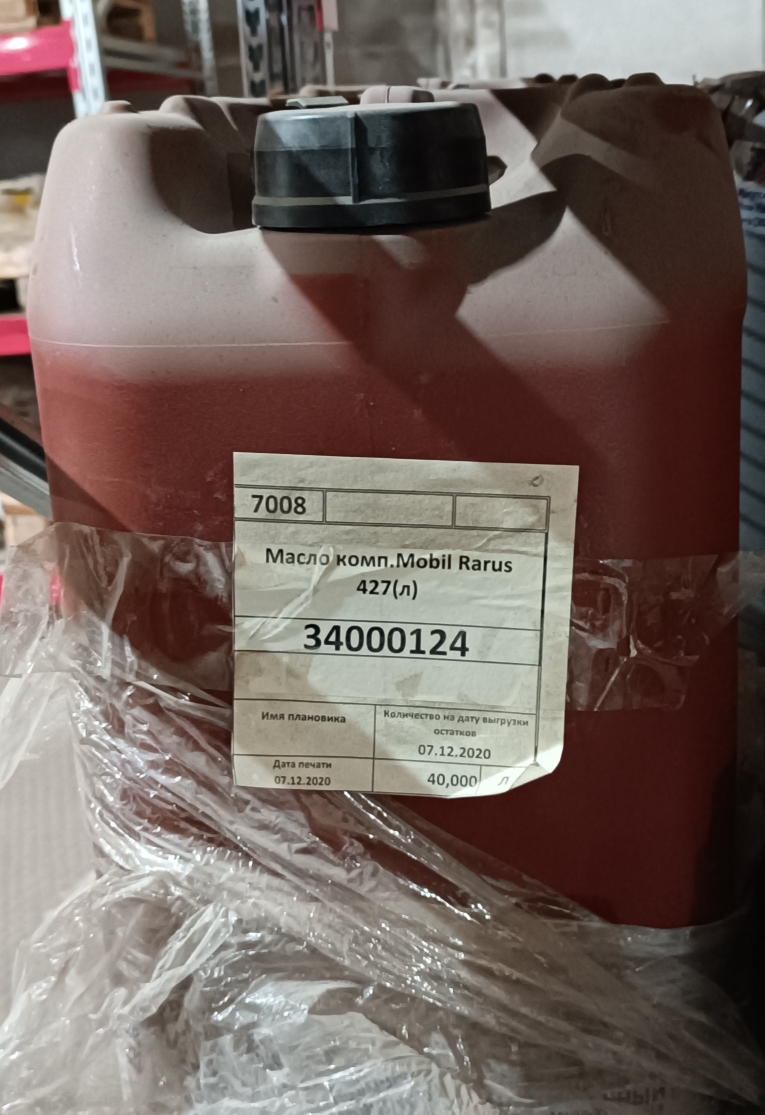 7008
Масло комп.Mobil Rarus
427(л)
34000124
Имя плановика
Количество на дату выгрузки
остатков
07.12.2020
Дата печати
07.12.2020
40,000 Л